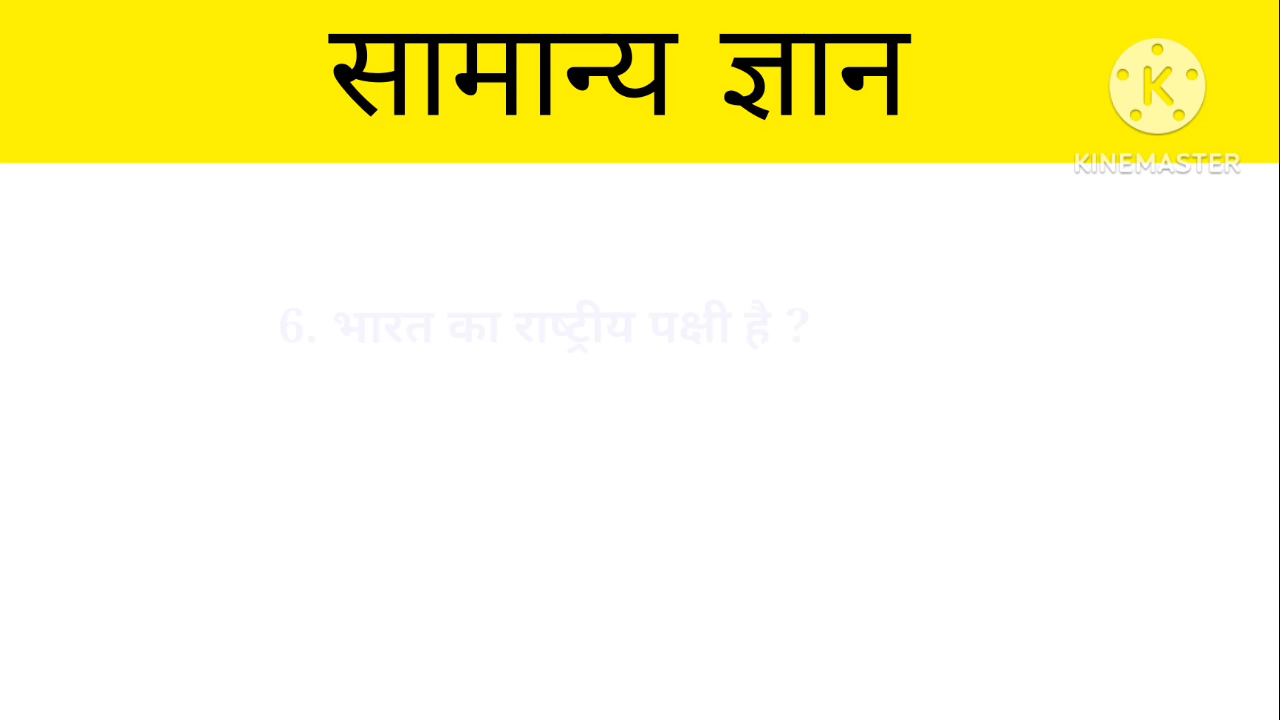 सामान्य ज्ञान
K
KINEMASTER
6. भारत का राष्ट्रीय पक्षी है ?